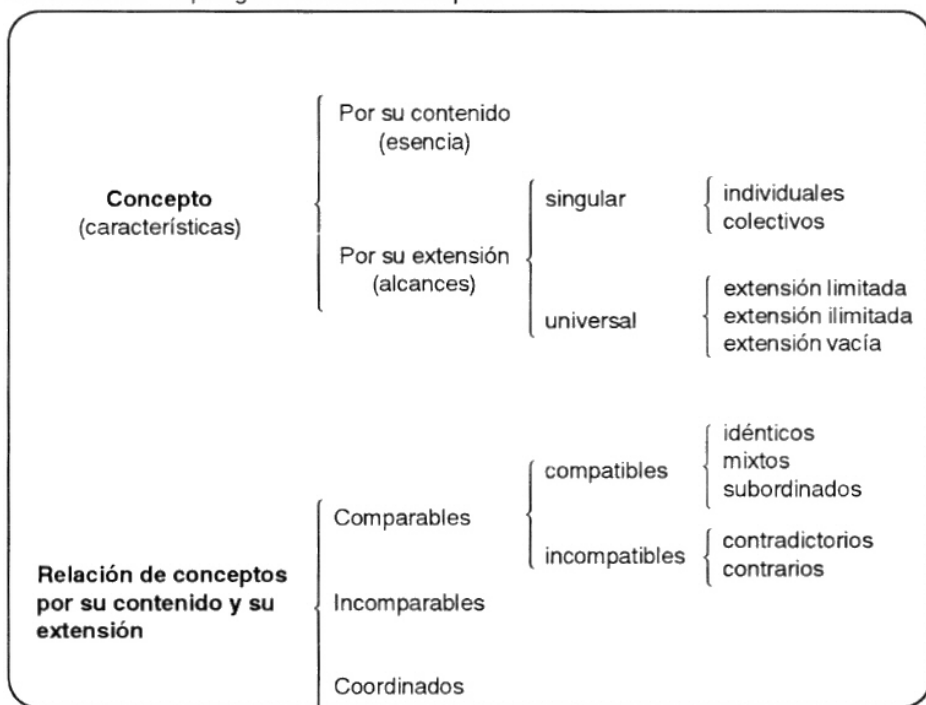 Por su contenido
(esencia)
Concepto
(características)
Por su extensión
(alcances)
singular
individuales
colectivos
universal
extensión limitada
extensión ilimitada
extensión vacía
Relación de conceptos
por su contenido y su
extensión
Comparables
compatibles
idénticos
mixtos
subordinados
incompatibles
contradictorios
contrarios
Incomparables
Coordinados